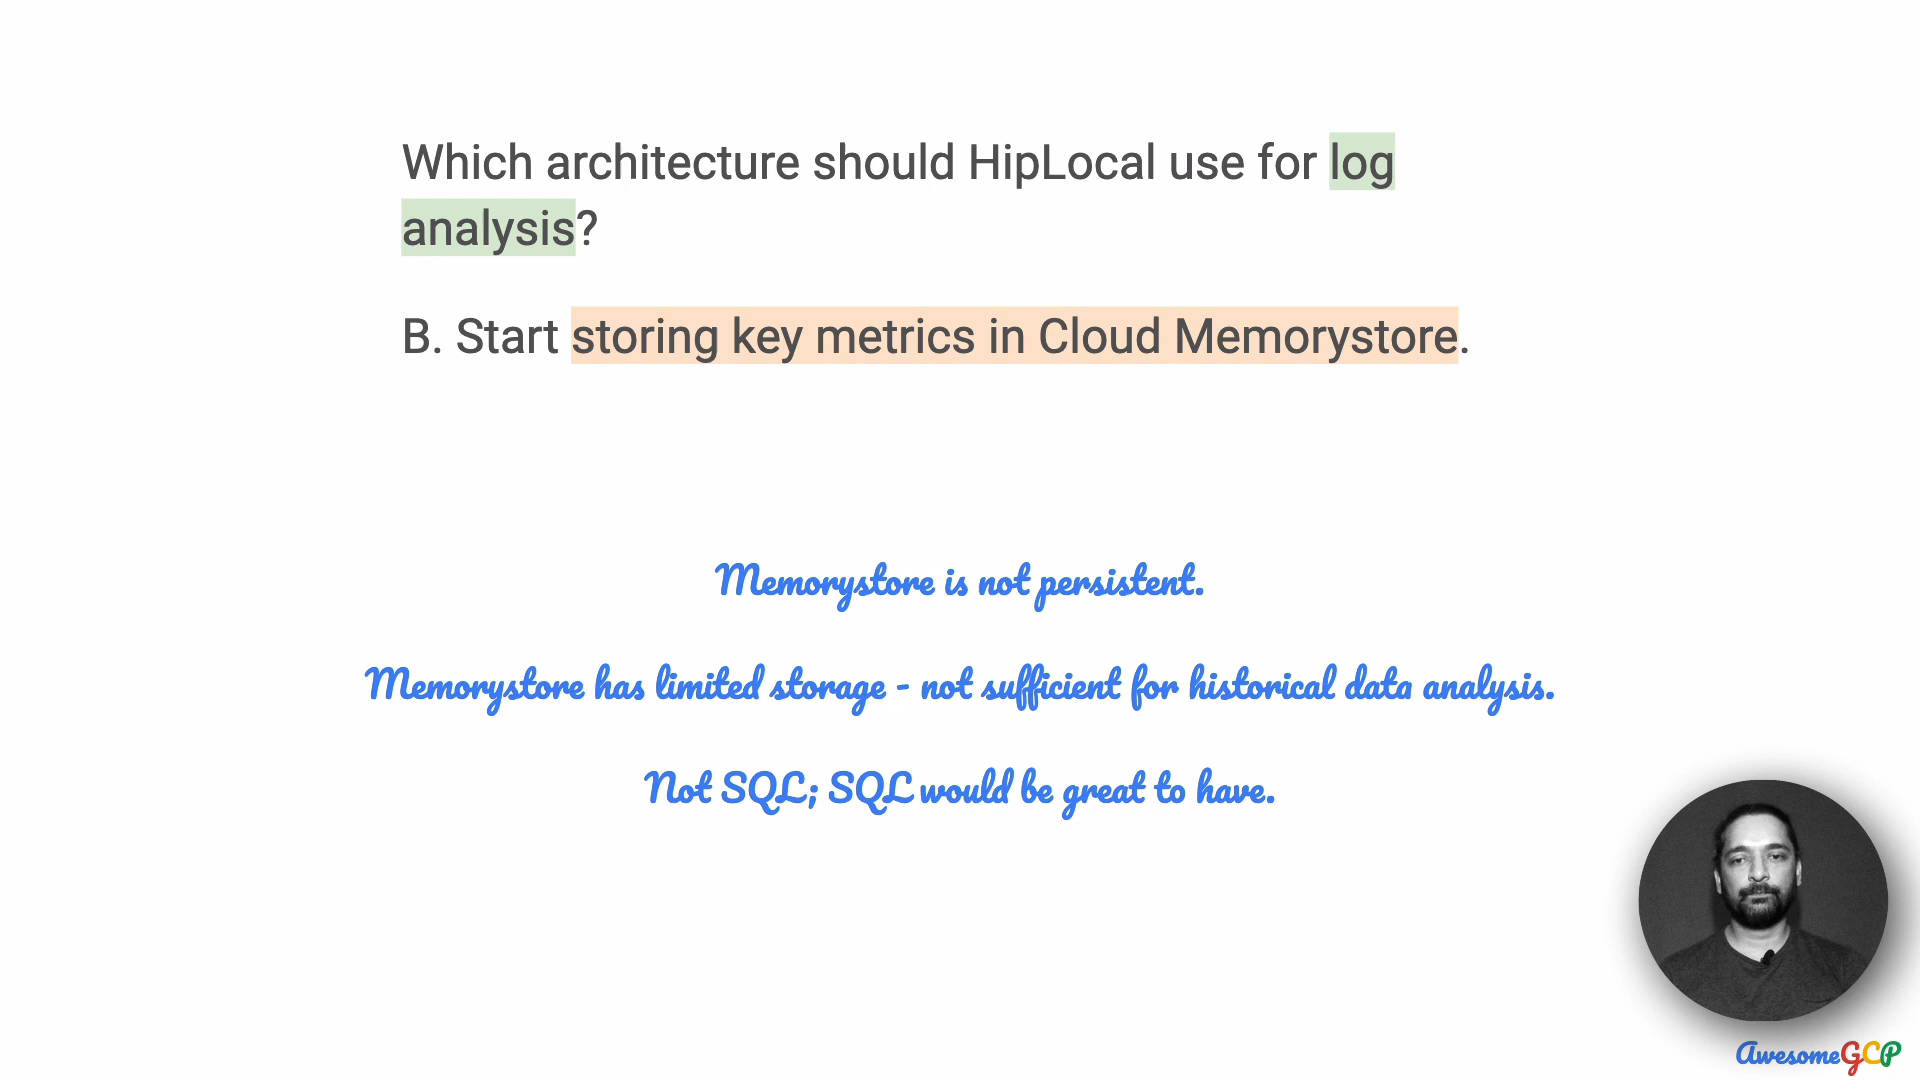 Which architecture should HipLocal use for log
analysis?
B. Start storing key metrics in Cloud Memorystore.
Memorystore is not persistent.
Memorystore has limited storage - not sufficient for historical data analysis.
Not SQL; SQL would be great to have.
AwesomeGCP